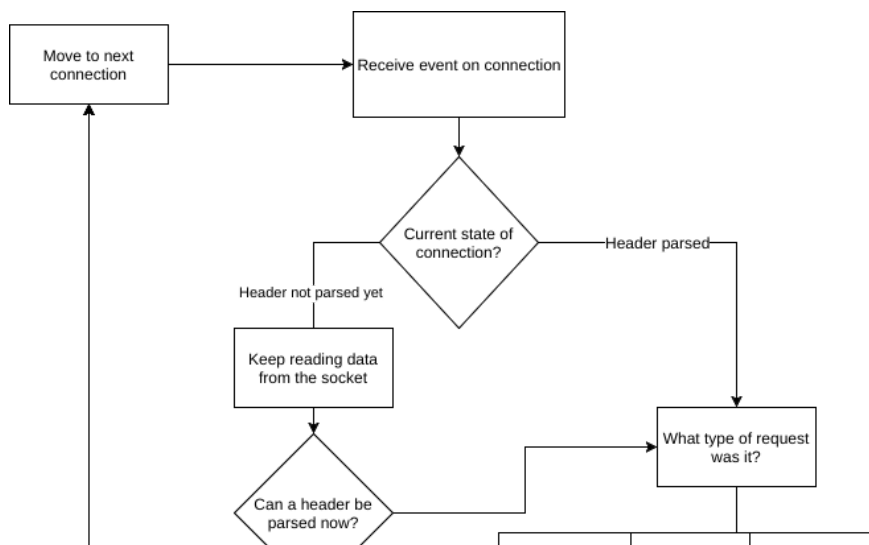 Move to next
connection
Receive event on connection
Current state of
connection?
Header parsed
Header not parsed yet
Keep reading data
from the socket
What type of request
was it?
Can a header be
parsed now?